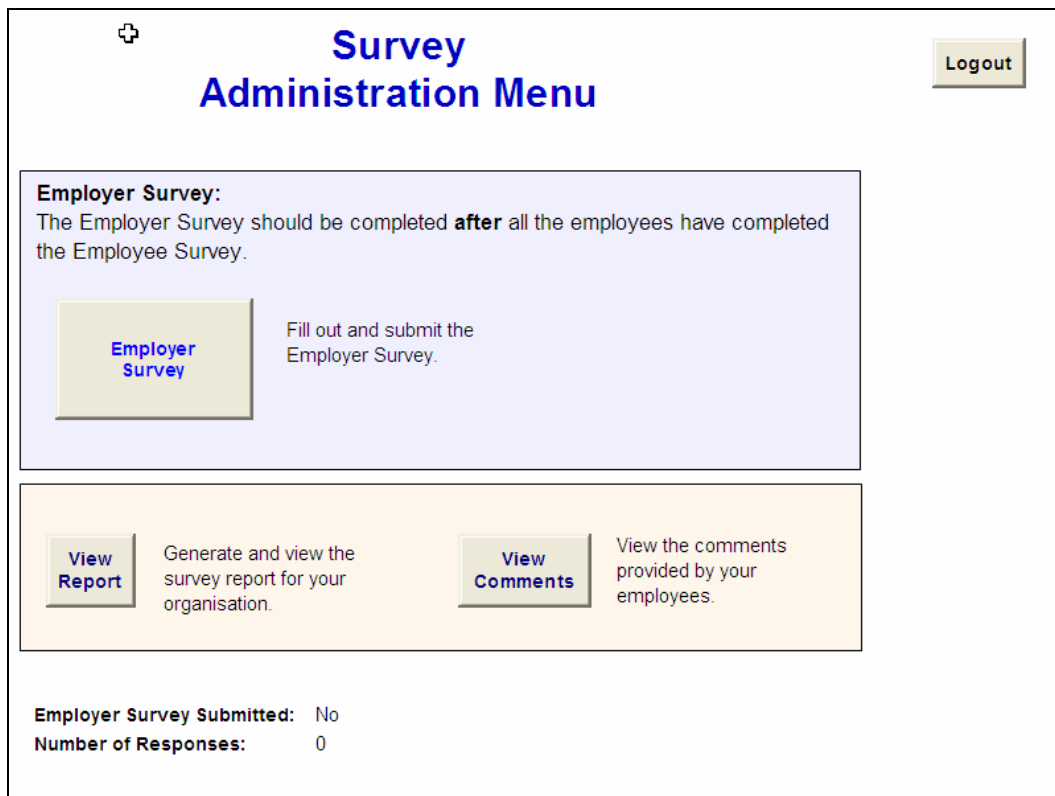 Survey
Administration Menu
Logout
Employer Survey:
The Employer Survey should be completed after all the employees have completed
the Employee Survey.
Employer
Survey
Fill out and submit the
Employer Survey.
View
Report
Generate and view the
survey report for your
organisation.
View
Comments
View the comments
provided by your
employees.
Employer Survey Submitted: No
Number of Responses: 0